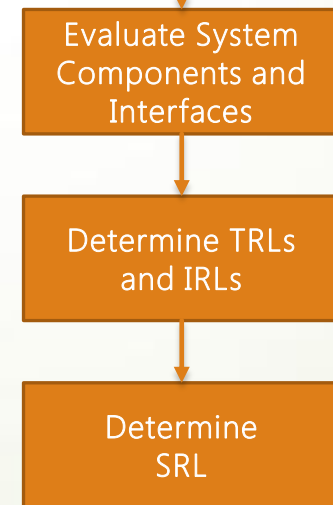 Evaluate System
Components and
Interfaces
Determine TRLs
and IRLs
Determine
SRL